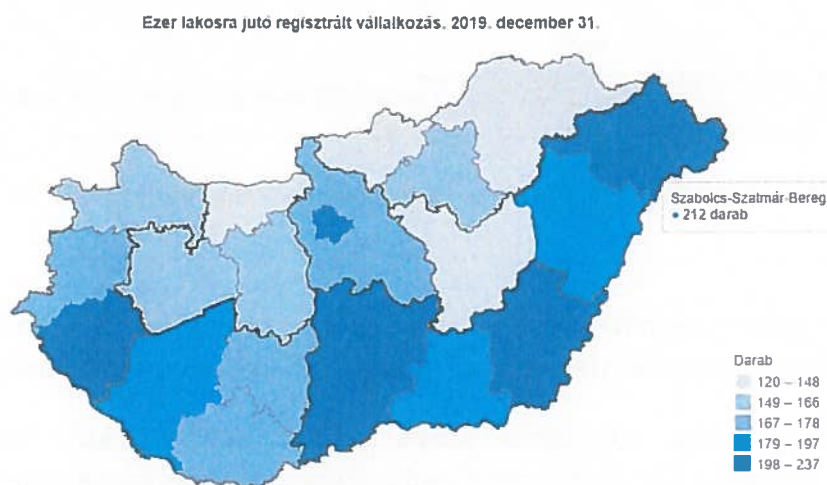 Ezer lakosra jutó regisztrált vállalkozás, 2019. december 31.
Szabolcs-Szatmár-Bereg
• 212 darab
Darab
120 – 148
149 – 166
167 – 178
179 – 197
198 – 237